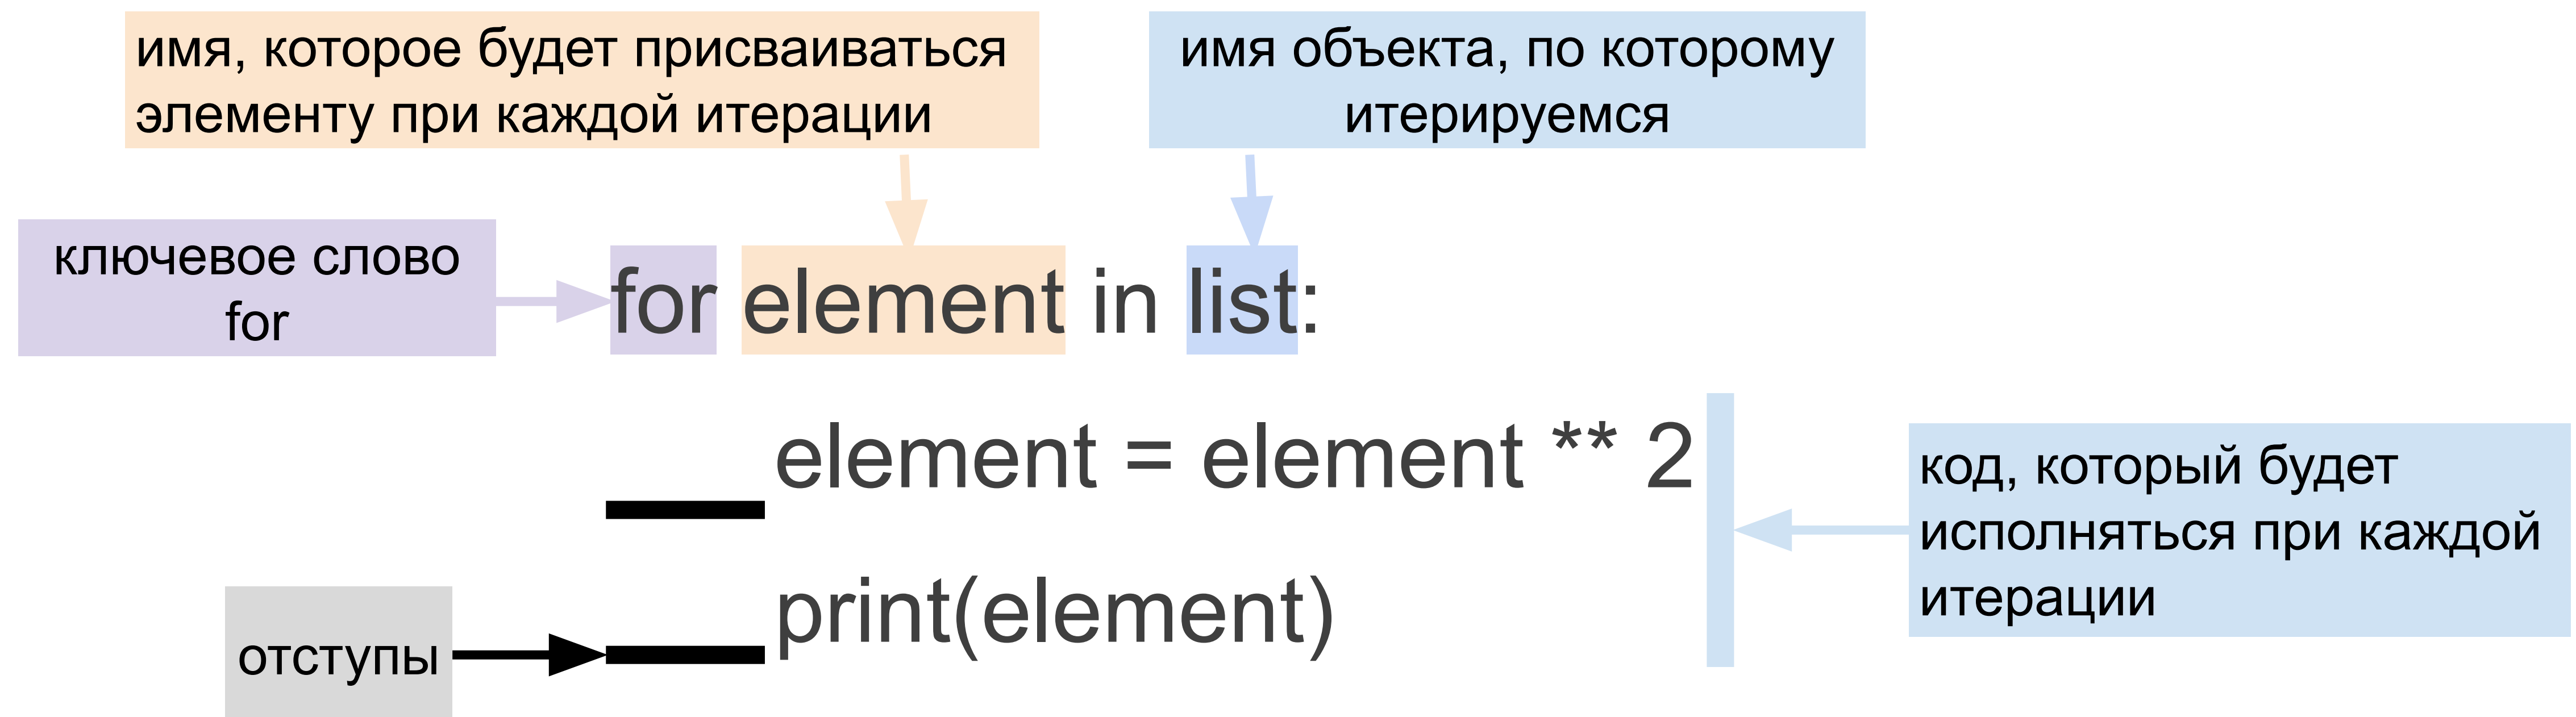 имя, которое будет присваиваться
элементу при каждой итерации
имя объекта, по которому
итерируемся
ключевое слово
for
for element in list:
element = element ** 2
print(element)
код, который будет
исполняться при каждой
итерации
отступы